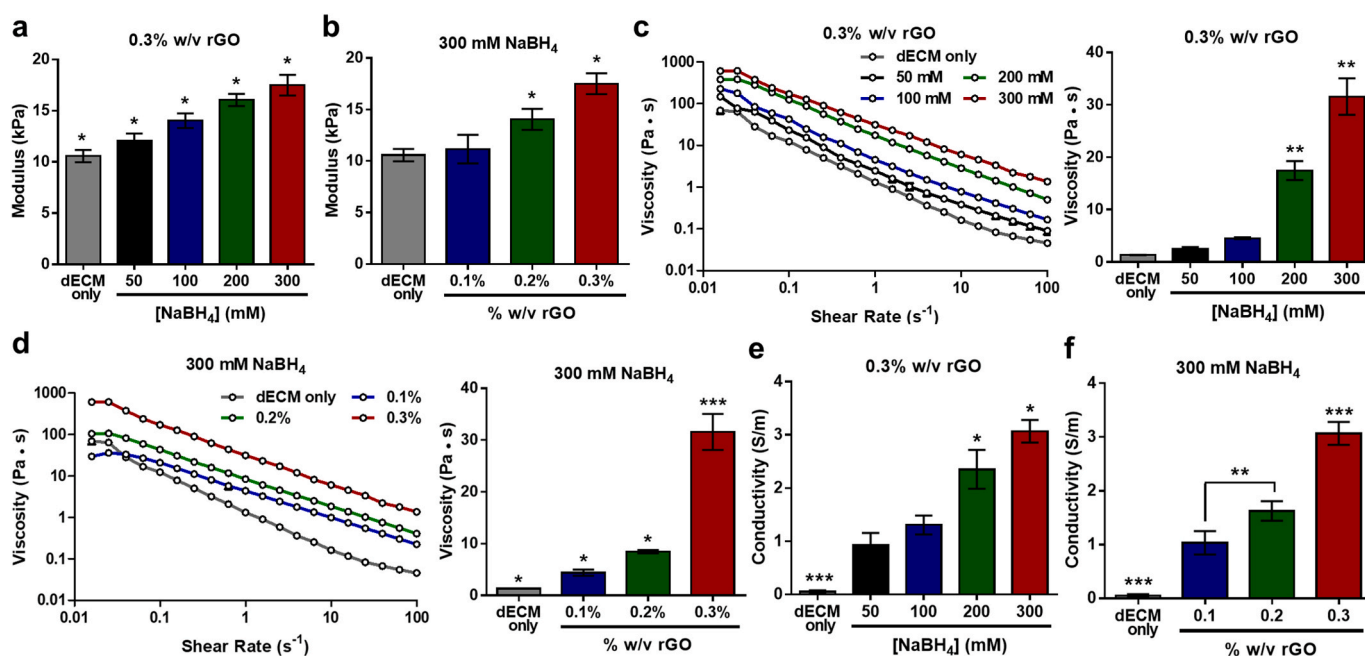 a
0.3% w/v rGO
Modulus (kPa)
20
15
10
5
0
*
*
*
*
*
dECM only
50
100
200
300
[NaBH₄] (mM)
b
300 mM NaBH₄
Modulus (kPa)
20
15
10
5
0
*
*
dECM only
0.1%
0.2%
0.3%
% w/v rGO
c
0.3% w/v rGO
dECM only
50 mM
200 mM
100 mM
300 mM
Viscosity (Pa • s)
1000
100
10
1
0.1
0.01
0.01
0.1
1
10
100
Shear Rate (s⁻¹)
0.3% w/v rGO
Viscosity (Pa • s)
40
30
20
10
0
**
**
dECM only
50
100
200
300
[NaBH₄] (mM)
d
300 mM NaBH₄
dECM only
0.1%
0.2%
0.3%
Viscosity (Pa • s)
1000
100
10
1
0.1
0.01
0.01
0.1
1
10
100
Shear Rate (s⁻¹)
300 mM NaBH₄
Viscosity (Pa • s)
40
30
20
10
0
*
*
*
***
dECM only
0.1%
0.2%
0.3%
% w/v rGO
e
0.3% w/v rGO
Conductivity (S/m)
4
3
2
1
0
***
*
*
dECM only
50
100
200
300
[NaBH₄] (mM)
f
300 mM NaBH₄
Conductivity (S/m)
4
3
2
1
0
***
**
***
dECM only
0.1
0.2
0.3
% w/v rGO